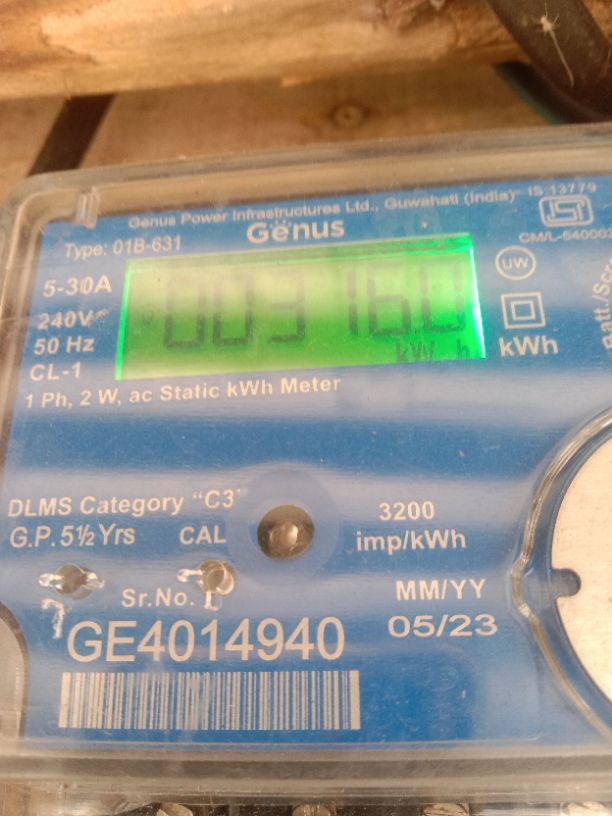 Genus Power Infrastructures Ltd., Guwahati (India)
IS 13779
Type: 01B-631
Genus
5-30A
240V~
50 Hz
CL-1
003160
kW h
UW
kWh
1 Ph, 2 W, ac Static kWh Meter
DLMS Category "C3"
G.P. 5½ Yrs
CAL
3200
imp/kWh
Sr.No.
MM/YY
05/23
GE4014940